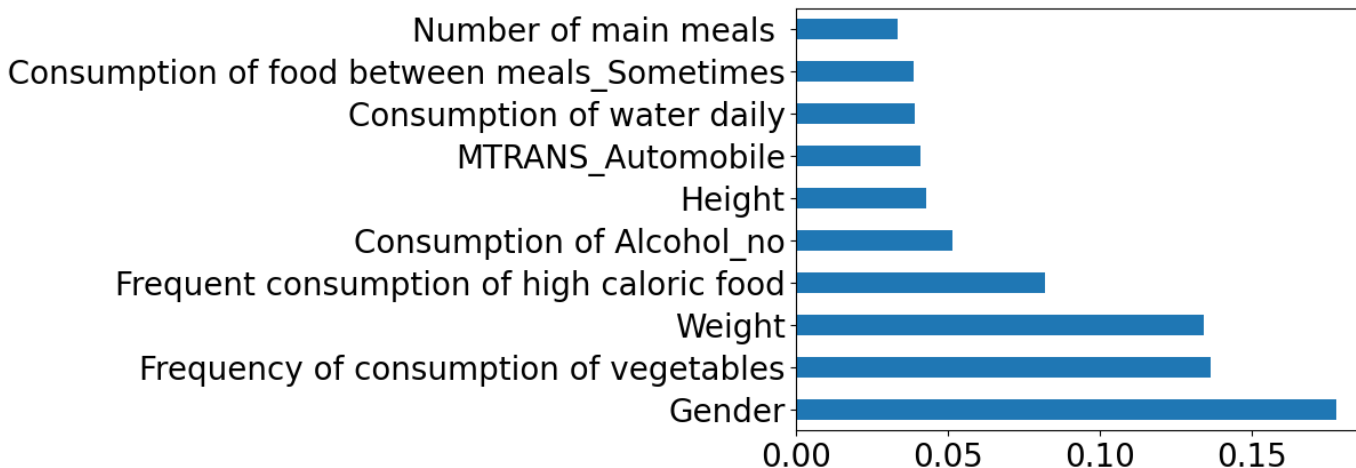 Number of main meals
Consumption of food between meals_Sometimes
Consumption of water daily
MTRANS_Automobile
Height
Consumption of Alcohol_no
Frequent consumption of high caloric food
Weight
Frequency of consumption of vegetables
Gender
0.00 0.05 0.10 0.15